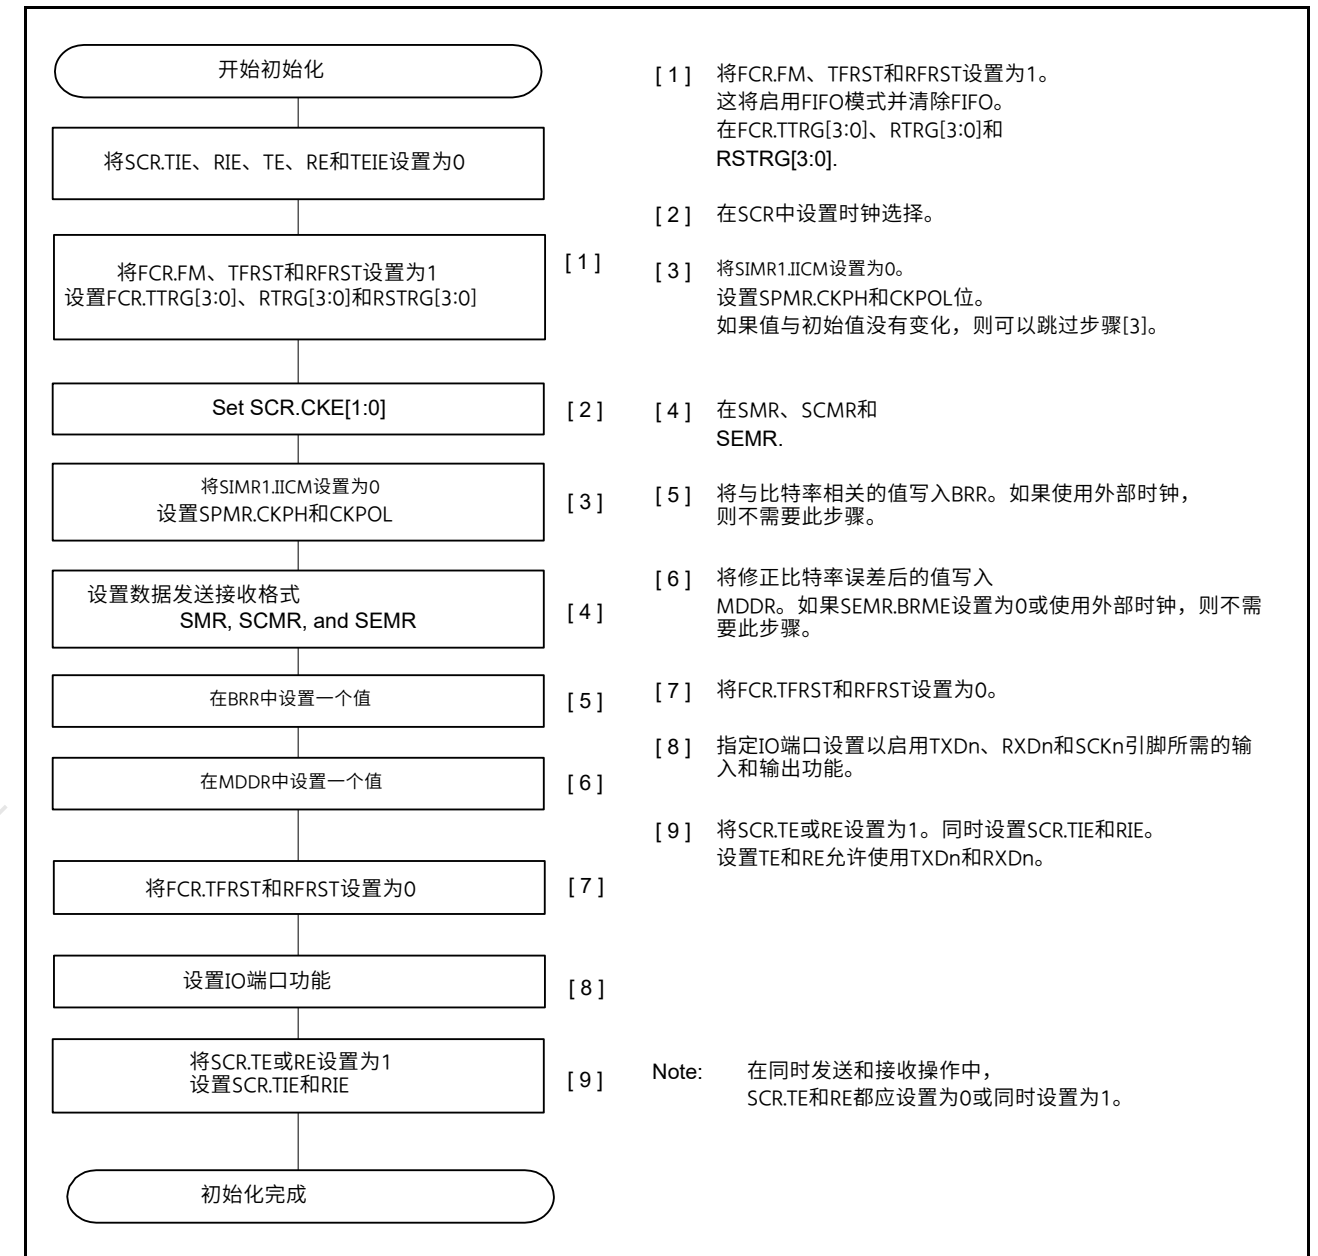 开始初始化
将SCR.TIE、RIE、TE、RE和TEIE设置为0
将FCR.FM、TFRST和RFRST设置为1
设置FCR.TTRG[3:0]、RTRG[3:0]和RSTRG[3:0]
[ 1 ]
Set SCR.CKE[1:0]
[ 2 ]
将SIMR1.IICM设置为0
设置SPMR.CKPH和CKPOL
[ 3 ]
设置数据发送接收格式
SMR, SCMR, and SEMR
[ 4 ]
在BRR中设置一个值
[ 5 ]
在MDDR中设置一个值
[ 6 ]
将FCR.TFRST和RFRST设置为0
[ 7 ]
设置IO端口功能
[ 8 ]
将SCR.TE或RE设置为1
设置SCR.TIE和RIE
[ 9 ]
初始化完成
[ 1 ] 将FCR.FM、TFRST和RFRST设置为1。
这将启用FIFO模式并清除FIFO。
在FCR.TTRG[3:0]、RTRG[3:0]和
RSTRG[3:0].
[ 2 ] 在SCR中设置时钟选择。
[ 3 ] 将SIMR1.IICM设置为0。
设置SPMR.CKPH和CKPOL位。
如果值与初始值没有变化，则可以跳过步骤[3]。
[ 4 ] 在SMR、SCMR和
SEMR.
[ 5 ] 将与比特率相关的值写入BRR。如果使用外部时钟，
则不需要此步骤。
[ 6 ] 将修正比特率误差后的值写入
MDDR。如果SEMR.BRME设置为0或使用外部时钟，则不需
要此步骤。
[ 7 ] 将FCR.TFRST和RFRST设置为0。
[ 8 ] 指定IO端口设置以启用TXDn、RXDn和SCKn引脚所需的输
入和输出功能。
[ 9 ] 将SCR.TE或RE设置为1。同时设置SCR.TIE和RIE。
设置TE和RE允许使用TXDn和RXDn。
Note: 在同时发送和接收操作中，
SCR.TE和RE都应设置为0或同时设置为1。